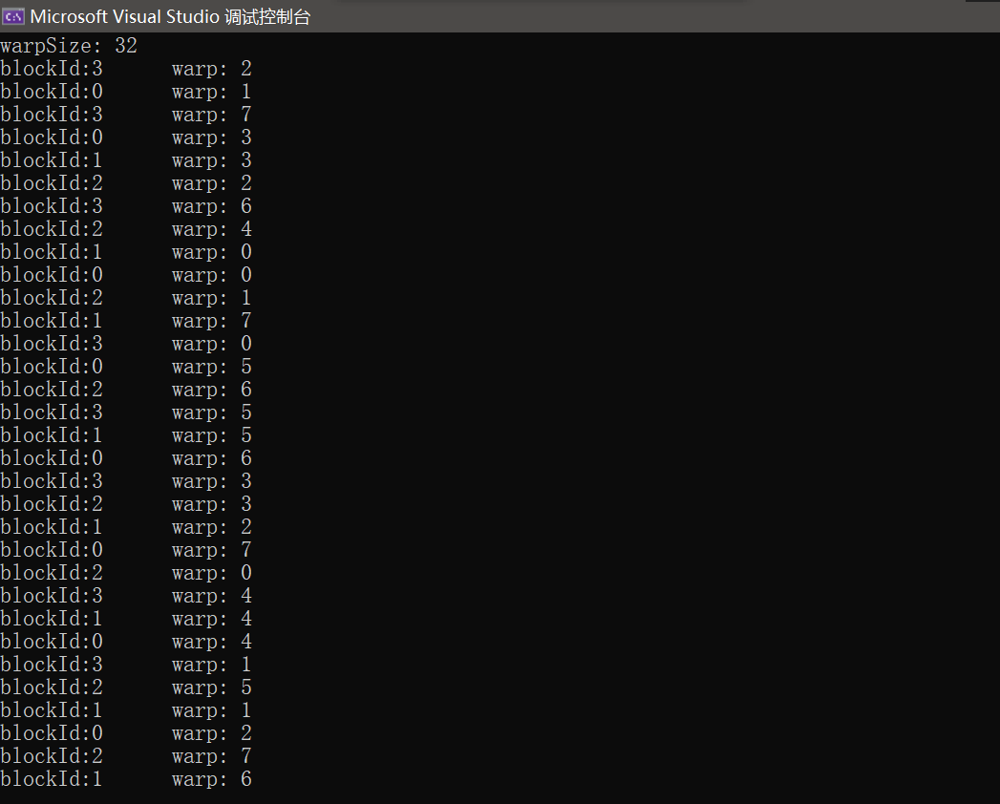 Microsoft Visual Studio 调试控制台
warpSize: 32
blockId:3 warp: 2
blockId:0 warp: 1
blockId:3 warp: 7
blockId:0 warp: 3
blockId:1 warp: 3
blockId:2 warp: 2
blockId:3 warp: 6
blockId:2 warp: 4
blockId:1 warp: 0
blockId:0 warp: 0
blockId:2 warp: 1
blockId:1 warp: 7
blockId:3 warp: 0
blockId:0 warp: 5
blockId:2 warp: 6
blockId:3 warp: 5
blockId:1 warp: 5
blockId:0 warp: 6
blockId:3 warp: 3
blockId:2 warp: 3
blockId:1 warp: 2
blockId:0 warp: 7
blockId:2 warp: 0
blockId:3 warp: 4
blockId:1 warp: 4
blockId:0 warp: 4
blockId:3 warp: 1
blockId:2 warp: 5
blockId:1 warp: 1
blockId:0 warp: 2
blockId:2 warp: 7
blockId:1 warp: 6